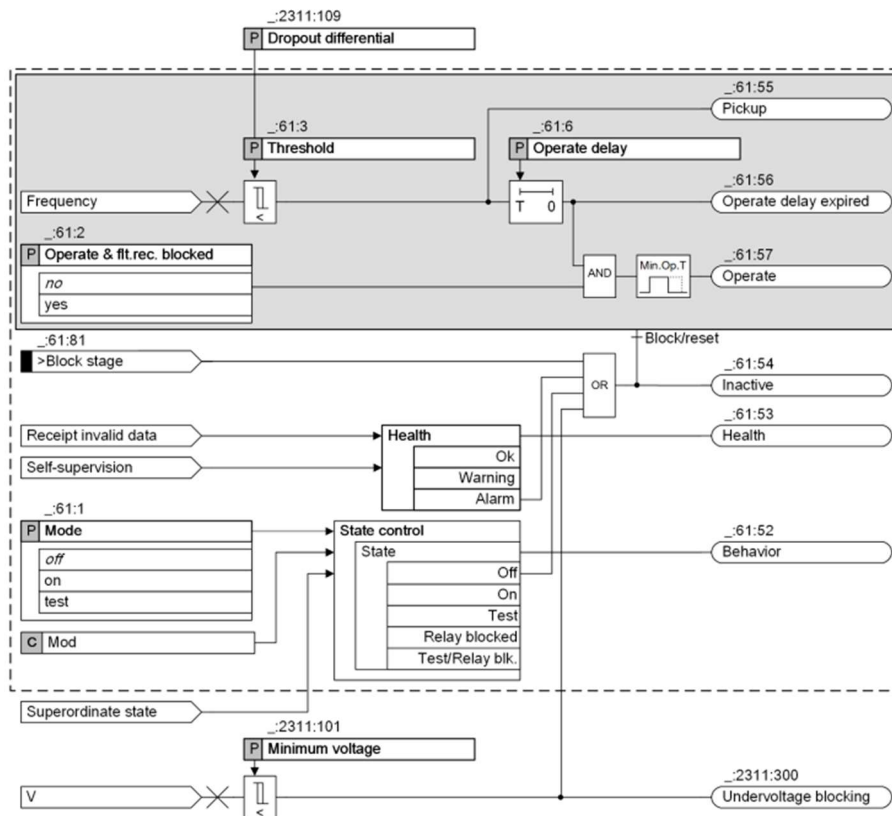 _:2311:109
P Dropout differential
_:61:55
Pickup
_:61:3
P Threshold
_:61:6
P Operate delay
Frequency
<
T 0
_:61:56
Operate delay expired
_:61:2
P Operate & flt.rec. blocked
no
yes
AND
Min.Op.T
_:61:57
Operate
_:61:81
>Block stage
Block/reset
OR
_:61:54
Inactive
Receipt invalid data
Self-supervision
Health
Ok
Warning
Alarm
_:61:53
Health
_:61:1
P Mode
off
on
test
C Mod
State control
State
Off
On
Test
Relay blocked
Test/Relay blk.
_:61:52
Behavior
Superordinate state
_:2311:101
P Minimum voltage
V
<
_:2311:300
Undervoltage blocking